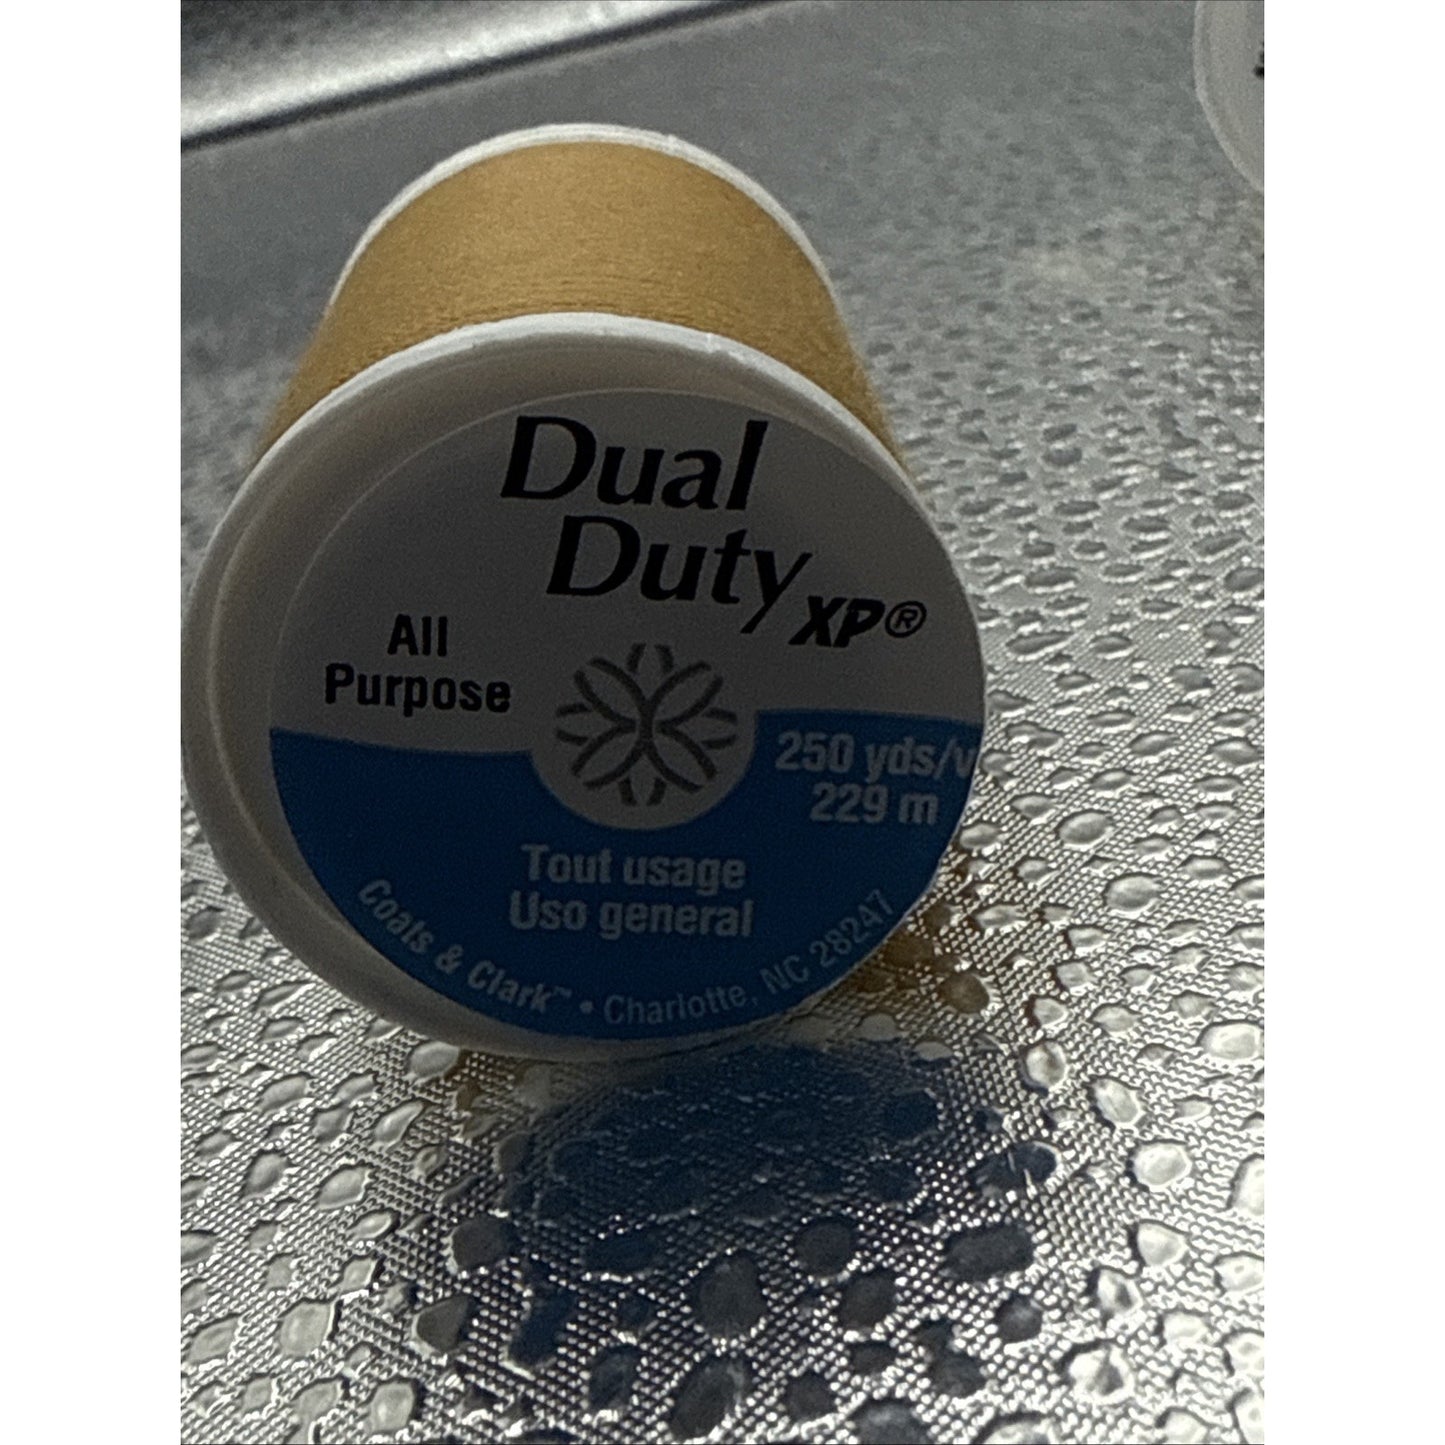 Dual
Duty XP®
All
Purpose
250 yds/v
229 m
Tout usage
Uso general
Coats & Clark™ • Charlotte, NC 28247